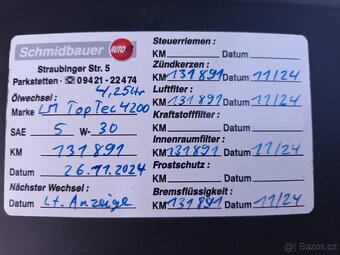 Schmidbauer AUTO
Straubinger Str. 5
Parkstetten · ☎ 09421 - 22474
Ölwechsel : 4,25Ltr
Marke LM TopTec 4200
SAE 5 W- 30
KM 131891
Datum 26.11.2024
Nächster Wechsel :
Datum Lt. Anzeige
Steuerriemen :
KM Datum
Zündkerzen :
KM 131891 Datum 11/24
Luftfilter :
KM 131891 Datum 11/24
Kraftstofffilter :
KM Datum
Innenraumfilter :
KM 131891 Datum 11/24
Frostschutz :
KM Datum
Bremsflüssigkeit :
KM 131891 Datum 11/24
Bazos.cz